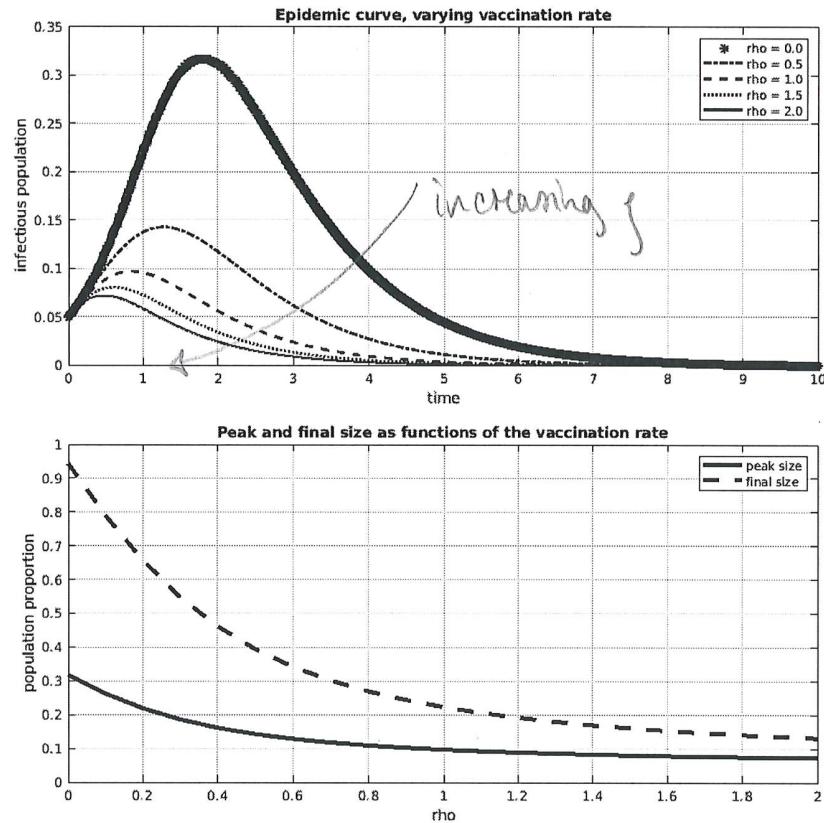 Epidemic curve, varying vaccination rate
0.35
0.3
0.25
0.2
0.15
0.1
0.05
0
infectious population
rho = 0.0
rho = 0.5
rho = 1.0
rho = 1.5
rho = 2.0
increasing ρ
0 1 2 3 4 5 6 7 8 9 10
time
Peak and final size as functions of the vaccination rate
1
0.9
0.8
0.7
0.6
0.5
0.4
0.3
0.2
0.1
0
population proportion
peak size
final size
0 0.2 0.4 0.6 0.8 1 1.2 1.4 1.6 1.8 2
rho